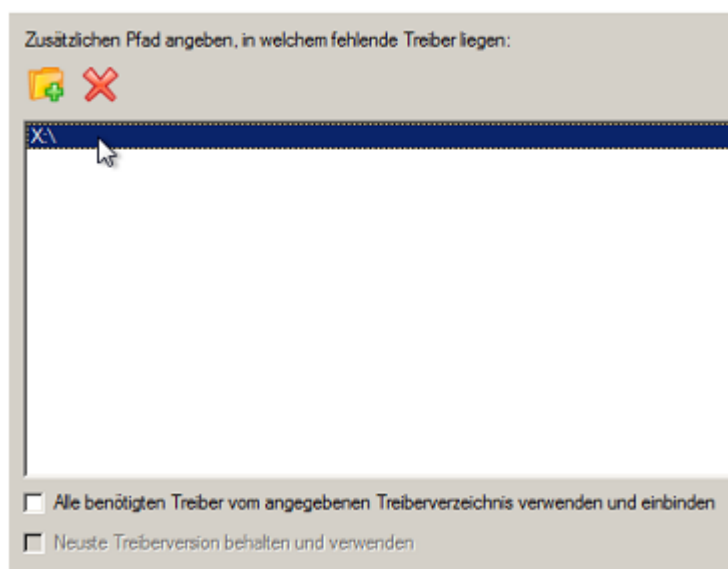 Zusätzlichen Pfad angeben, in welchem fehlende Treiber liegen:
X:\
Alle benötigten Treiber vom angegebenen Treiberverzeichnis verwenden und einbinden
Neuste Treiberversion behalten und verwenden